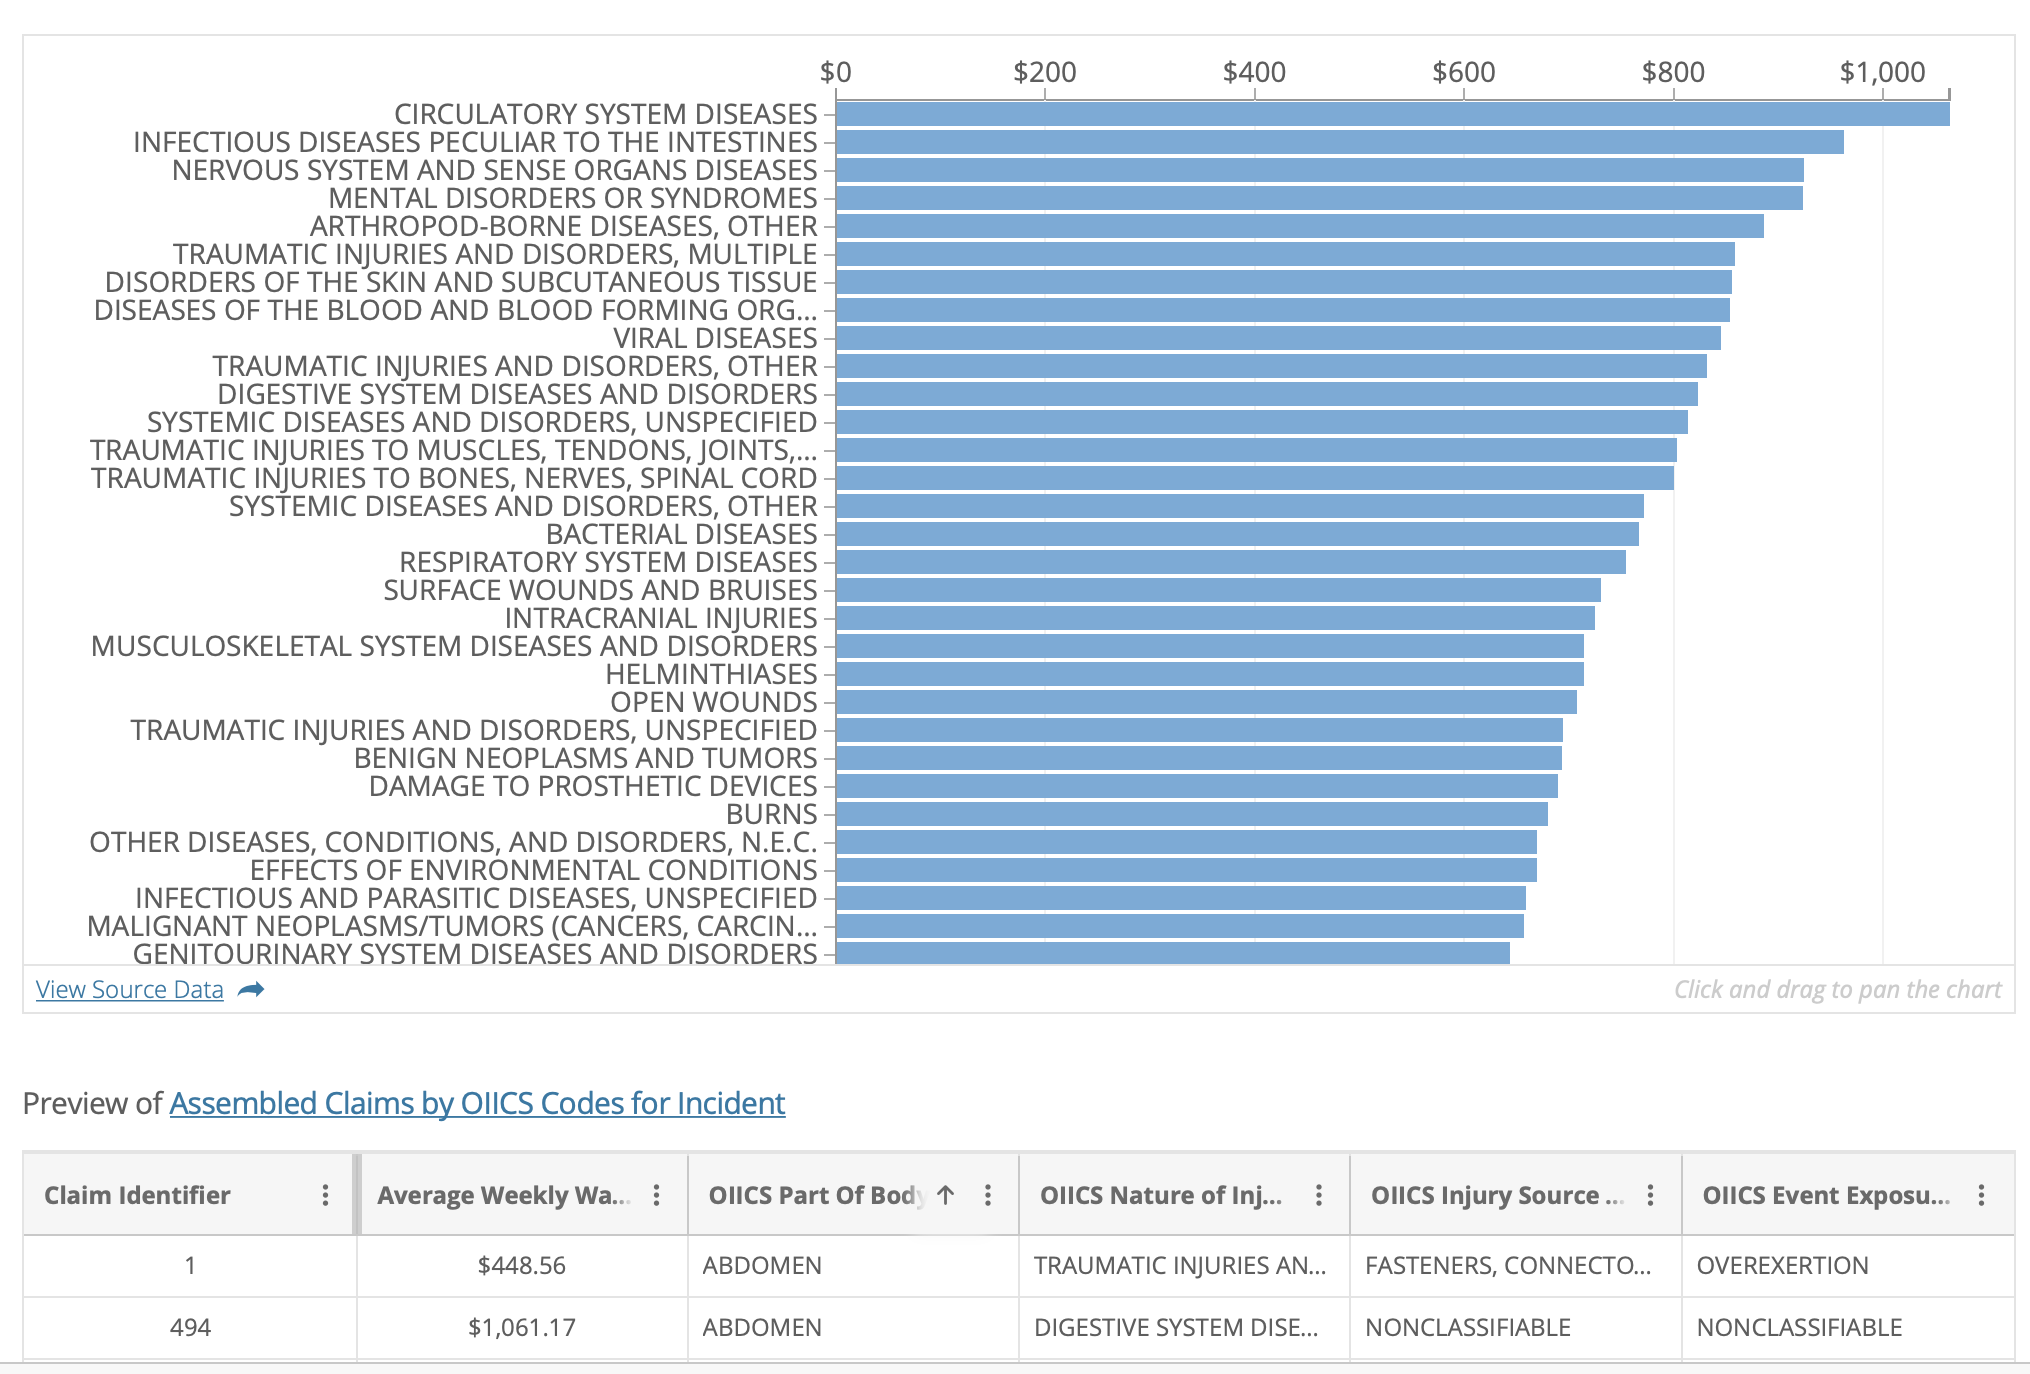 $0 $200 $400 $600 $800 $1,000
CIRCULATORY SYSTEM DISEASES
INFECTIOUS DISEASES PECULIAR TO THE INTESTINES
NERVOUS SYSTEM AND SENSE ORGANS DISEASES
MENTAL DISORDERS OR SYNDROMES
ARTHROPOD-BORNE DISEASES, OTHER
TRAUMATIC INJURIES AND DISORDERS, MULTIPLE
DISORDERS OF THE SKIN AND SUBCUTANEOUS TISSUE
DISEASES OF THE BLOOD AND BLOOD FORMING ORG...
VIRAL DISEASES
TRAUMATIC INJURIES AND DISORDERS, OTHER
DIGESTIVE SYSTEM DISEASES AND DISORDERS
SYSTEMIC DISEASES AND DISORDERS, UNSPECIFIED
TRAUMATIC INJURIES TO MUSCLES, TENDONS, JOINTS,...
TRAUMATIC INJURIES TO BONES, NERVES, SPINAL CORD
SYSTEMIC DISEASES AND DISORDERS, OTHER
BACTERIAL DISEASES
RESPIRATORY SYSTEM DISEASES
SURFACE WOUNDS AND BRUISES
INTRACRANIAL INJURIES
MUSCULOSKELETAL SYSTEM DISEASES AND DISORDERS
HELMINTHIASES
OPEN WOUNDS
TRAUMATIC INJURIES AND DISORDERS, UNSPECIFIED
BENIGN NEOPLASMS AND TUMORS
DAMAGE TO PROSTHETIC DEVICES
BURNS
OTHER DISEASES, CONDITIONS, AND DISORDERS, N.E.C.
EFFECTS OF ENVIRONMENTAL CONDITIONS
INFECTIOUS AND PARASITIC DISEASES, UNSPECIFIED
MALIGNANT NEOPLASMS/TUMORS (CANCERS, CARCIN...
GENITOURINARY SYSTEM DISEASES AND DISORDERS
View Source Data Click and drag to pan the chart
Preview of Assembled Claims by OIICS Codes for Incident
Claim Identifier Average Weekly Wa... OIICS Part Of Body OIICS Nature of Inj... OIICS Injury Source ... OIICS Event Exposu...
1 $448.56 ABDOMEN TRAUMATIC INJURIES AN... FASTENERS, CONNECTO... OVEREXERTION
494 $1,061.17 ABDOMEN DIGESTIVE SYSTEM DISE... NONCLASSIFIABLE NONCLASSIFIABLE